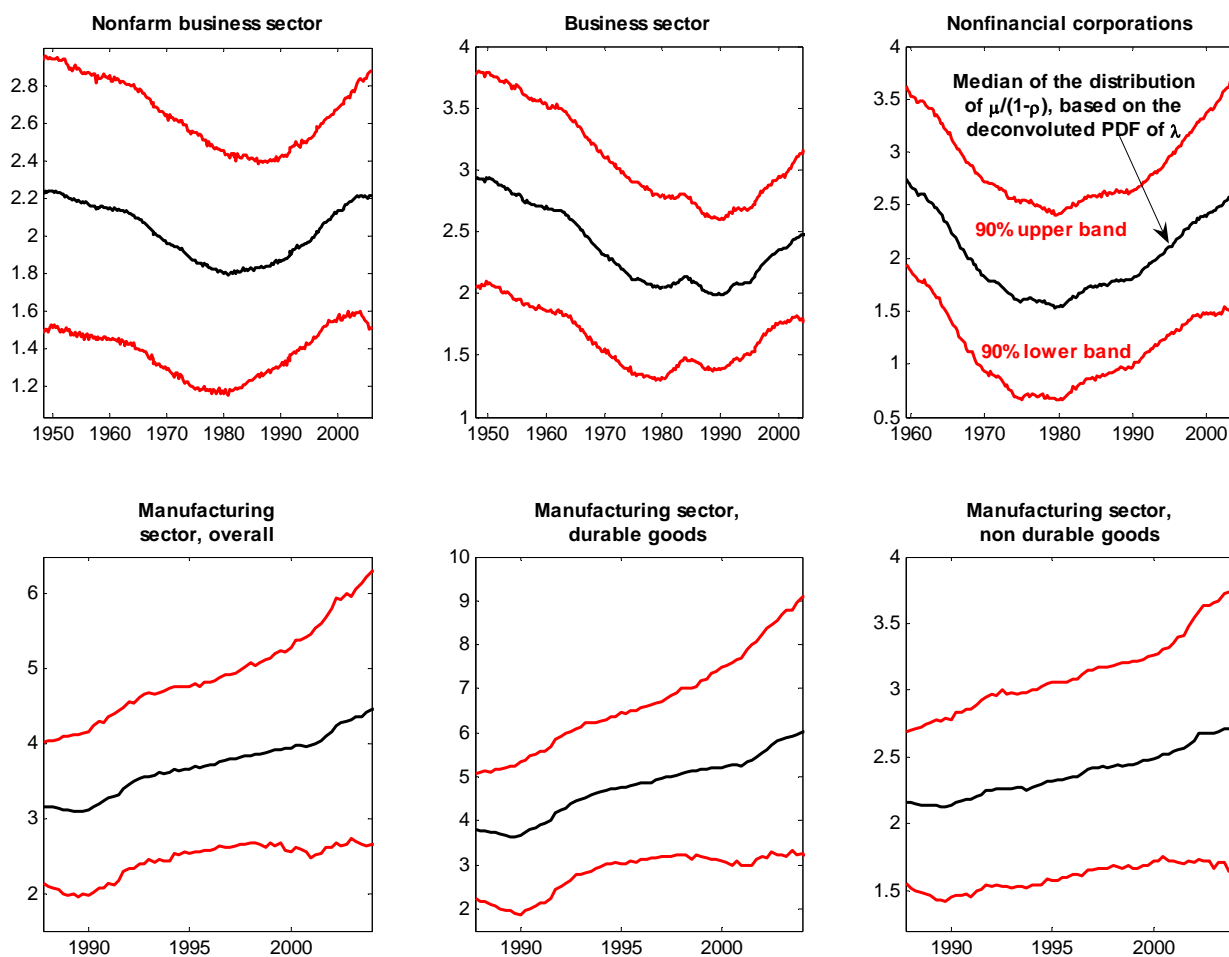 Nonfarm business sector
2.8
2.6
2.4
2.2
2
1.8
1.6
1.4
1.2
1950 1960 1970 1980 1990 2000
Business sector
4
3.5
3
2.5
2
1.5
1
1950 1960 1970 1980 1990 2000
Nonfinancial corporations
Median of the distribution
of μ/(1-ρ), based on the
deconvoluted PDF of λ
90% upper band
90% lower band
4
3.5
3
2.5
2
1.5
1
0.5
1960 1970 1980 1990 2000
Manufacturing
sector, overall
6
5
4
3
2
1990 1995 2000
Manufacturing sector,
durable goods
10
9
8
7
6
5
4
3
2
1990 1995 2000
Manufacturing sector,
non durable goods
4
3.5
3
2.5
2
1.5
1990 1995 2000